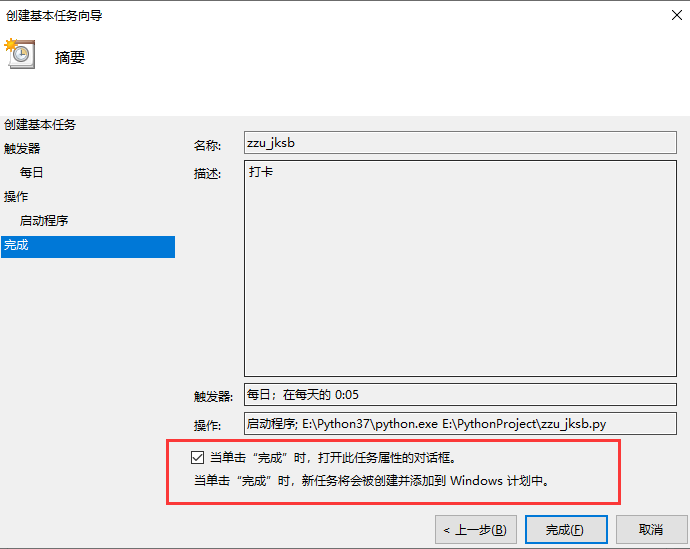 创建基本任务向导
摘要
创建基本任务
触发器
每日
操作
启动程序
完成
名称: zzu_jksb
描述: 打卡
触发器: 每日；在每天的 0:05
操作: 启动程序; E:\Python37\python.exe E:\PythonProject\zzu_jksb.py
当单击“完成”时，打开此任务属性的对话框。
当单击“完成”时，新任务将会被创建并添加到 Windows 计划中。
< 上一步(B) 完成(F) 取消